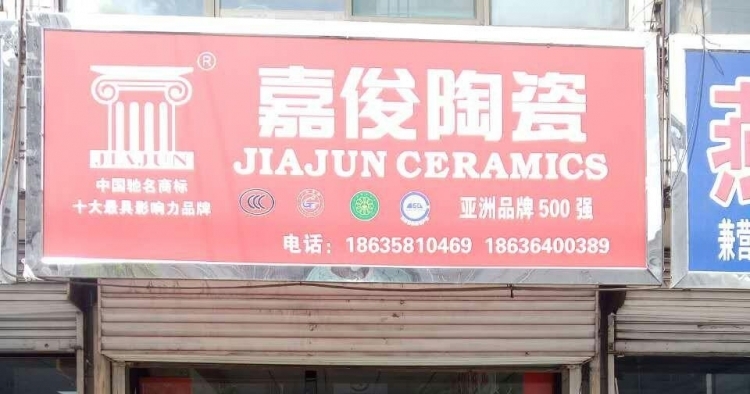 ®
嘉俊陶瓷
JIAJUN
JIAJUN CERAMICS
中国驰名商标
十大最具影响力品牌
亚洲品牌500强
电话：18635810469 18636400389
兼营